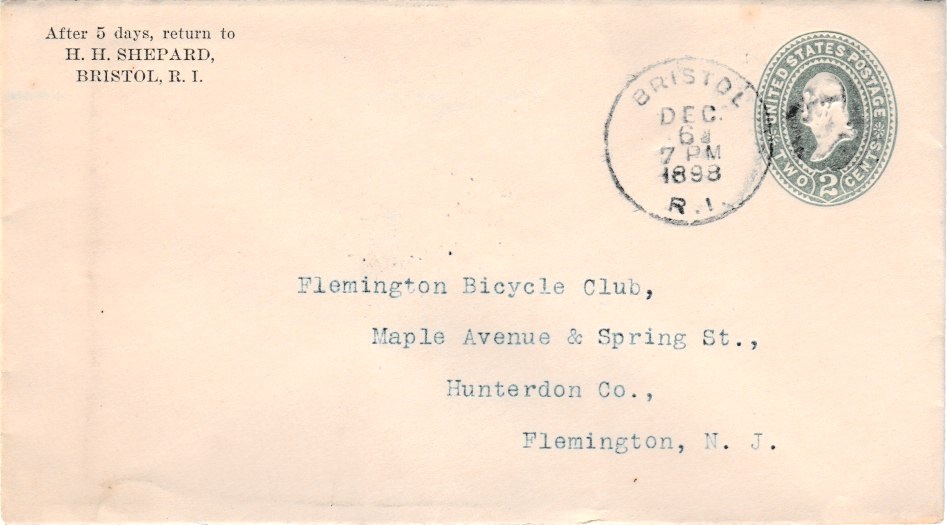 After 5 days, return to
H. H. SHEPARD,
BRISTOL, R. I.
BRISTOL
DEC.
6
7 PM
1898
R.I.
UNITED STATES POSTAGE
TWO 2 CENTS
Flemington Bicycle Club,
Maple Avenue & Spring St.,
Hunterdon Co.,
Flemington, N. J.